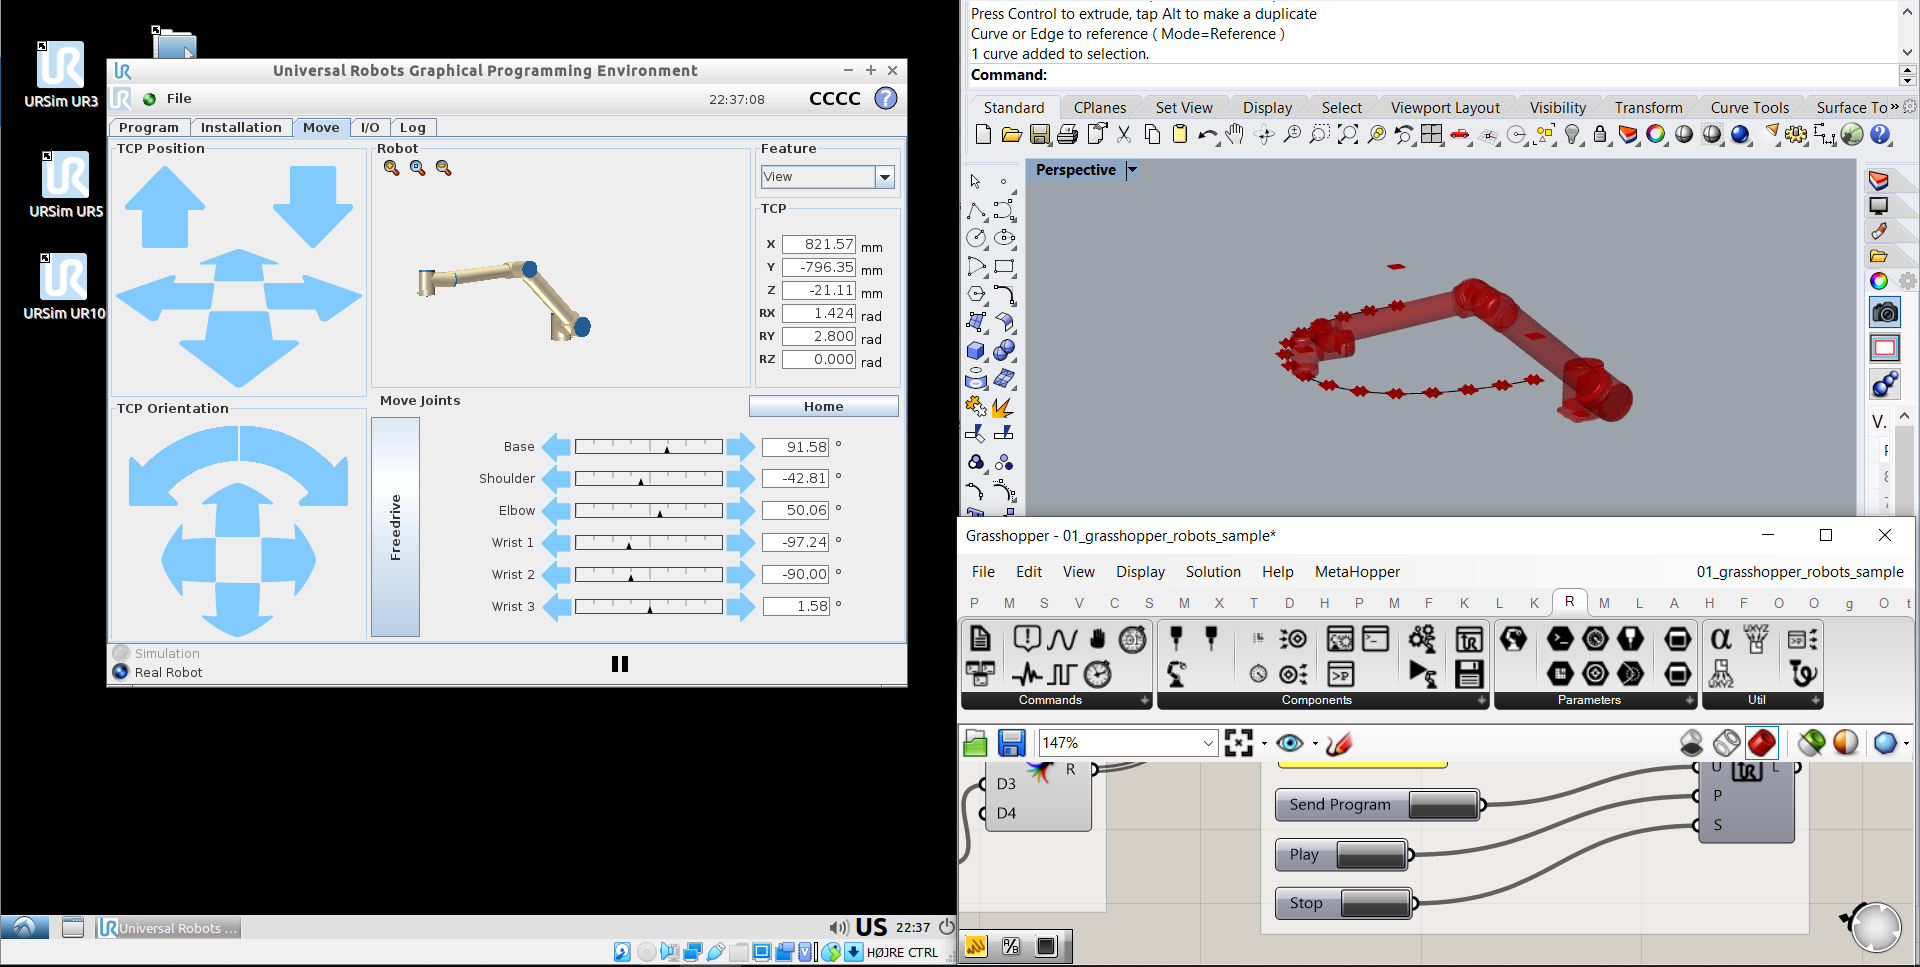 URSim UR3
URSim UR5
URSim UR10
Universal Robots Graphical Programming Environment
File
22:37:08
CCCC
?
Program
Installation
Move
I/O
Log
TCP Position
Robot
Feature
View
TCP
X 821.57 mm
Y -796.35 mm
Z -21.11 mm
RX 1.424 rad
RY 2.800 rad
RZ 0.000 rad
TCP Orientation
Move Joints
Home
Freedrive
Base 91.58 °
Shoulder -42.81 °
Elbow 50.06 °
Wrist 1 -97.24 °
Wrist 2 -90.00 °
Wrist 3 1.58 °
Simulation
Real Robot
Universal Robots ...
US 22:37
HØJRE CTRL
Press Control to extrude, tap Alt to make a duplicate
Curve or Edge to reference ( Mode=Reference )
1 curve added to selection.
Command:
Standard CPlanes Set View Display Select Viewport Layout Visibility Transform Curve Tools Surface To »
Perspective
V.
Grasshopper - 01_grasshopper_robots_sample*
File Edit View Display Solution Help MetaHopper 01_grasshopper_robots_sample
P M S V C S M X T D H P M F K L K R M L A H F O O g O t
Commands
Components
Parameters
Util
147%
R
D3
D4
Send Program
Play
Stop
U L
P
S